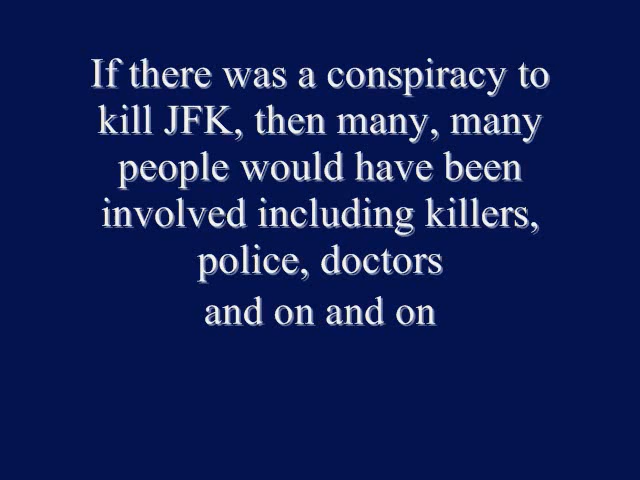 If there was a conspiracy to
kill JFK, then many, many
people would have been
involved including killers,
police, doctors
and on and on